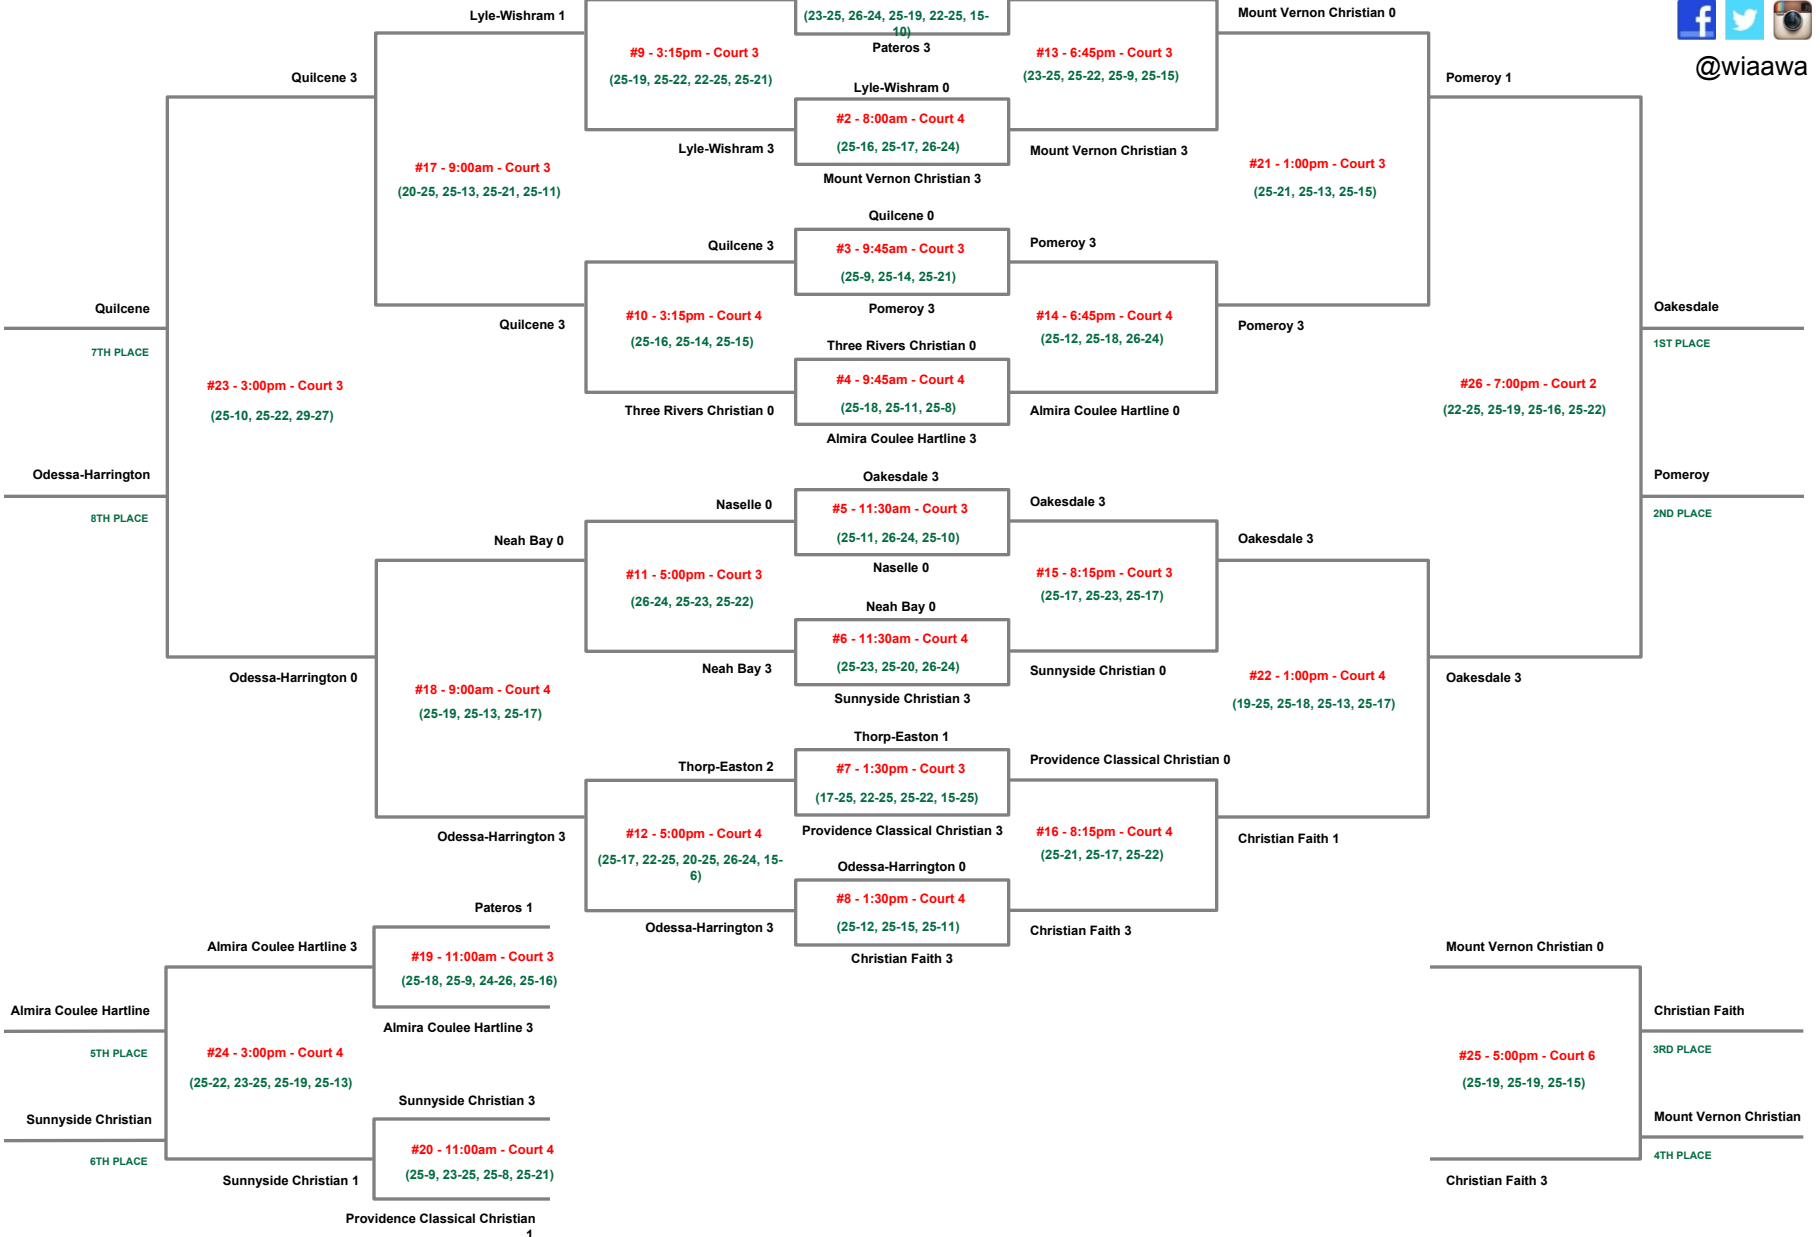 Lyle-Wishram 1
(23-25, 26-24, 25-19, 22-25, 15-
10)
Mount Vernon Christian 0
@wiaawa
#9 - 3:15pm - Court 3
(25-19, 25-22, 22-25, 25-21)
Pateros 3
#13 - 6:45pm - Court 3
(23-25, 25-22, 25-9, 25-15)
Quilcene 3
Pomeroy 1
Lyle-Wishram 0
#2 - 8:00am - Court 4
(25-16, 25-17, 26-24)
Mount Vernon Christian 3
Lyle-Wishram 3
Mount Vernon Christian 3
#17 - 9:00am - Court 3
(20-25, 25-13, 25-21, 25-11)
#21 - 1:00pm - Court 3
(25-21, 25-13, 25-15)
Quilcene 0
Quilcene 3
#3 - 9:45am - Court 3
(25-9, 25-14, 25-21)
Pomeroy 3
Pomeroy 3
Quilcene
7TH PLACE
Quilcene 3
#10 - 3:15pm - Court 4
(25-16, 25-14, 25-15)
#14 - 6:45pm - Court 4
(25-12, 25-18, 26-24)
Pomeroy 3
Oakesdale
1ST PLACE
Three Rivers Christian 0
#4 - 9:45am - Court 4
(25-18, 25-11, 25-8)
Almira Coulee Hartline 3
#23 - 3:00pm - Court 3
(25-10, 25-22, 29-27)
Three Rivers Christian 0
Almira Coulee Hartline 0
#26 - 7:00pm - Court 2
(22-25, 25-19, 25-16, 25-22)
Odessa-Harrington
8TH PLACE
Oakesdale 3
Pomeroy
2ND PLACE
Naselle 0
#5 - 11:30am - Court 3
(25-11, 26-24, 25-10)
Naselle 0
Oakesdale 3
Neah Bay 0
Oakesdale 3
#11 - 5:00pm - Court 3
(26-24, 25-23, 25-22)
#15 - 8:15pm - Court 3
(25-17, 25-23, 25-17)
Neah Bay 0
#6 - 11:30am - Court 4
(25-23, 25-20, 26-24)
Sunnyside Christian 3
Neah Bay 3
Sunnyside Christian 0
Odessa-Harrington 0
#18 - 9:00am - Court 4
(25-19, 25-13, 25-17)
#22 - 1:00pm - Court 4
(19-25, 25-18, 25-13, 25-17)
Oakesdale 3
Thorp-Easton 1
Thorp-Easton 2
#7 - 1:30pm - Court 3
(17-25, 22-25, 25-22, 15-25)
Providence Classical Christian 3
Providence Classical Christian 0
Odessa-Harrington 3
#12 - 5:00pm - Court 4
(25-17, 22-25, 20-25, 26-24, 15-
6)
#16 - 8:15pm - Court 4
(25-21, 25-17, 25-22)
Christian Faith 1
Odessa-Harrington 0
#8 - 1:30pm - Court 4
(25-12, 25-15, 25-11)
Christian Faith 3
Odessa-Harrington 3
Christian Faith 3
Pateros 1
Almira Coulee Hartline 3
#19 - 11:00am - Court 3
(25-18, 25-9, 24-26, 25-16)
Almira Coulee Hartline 3
Almira Coulee Hartline
5TH PLACE
#24 - 3:00pm - Court 4
(25-22, 23-25, 25-19, 25-13)
Sunnyside Christian
6TH PLACE
Sunnyside Christian 3
#20 - 11:00am - Court 4
(25-9, 23-25, 25-8, 25-21)
Sunnyside Christian 1
Providence Classical Christian
1
Mount Vernon Christian 0
Christian Faith
3RD PLACE
#25 - 5:00pm - Court 6
(25-19, 25-19, 25-15)
Mount Vernon Christian
4TH PLACE
Christian Faith 3